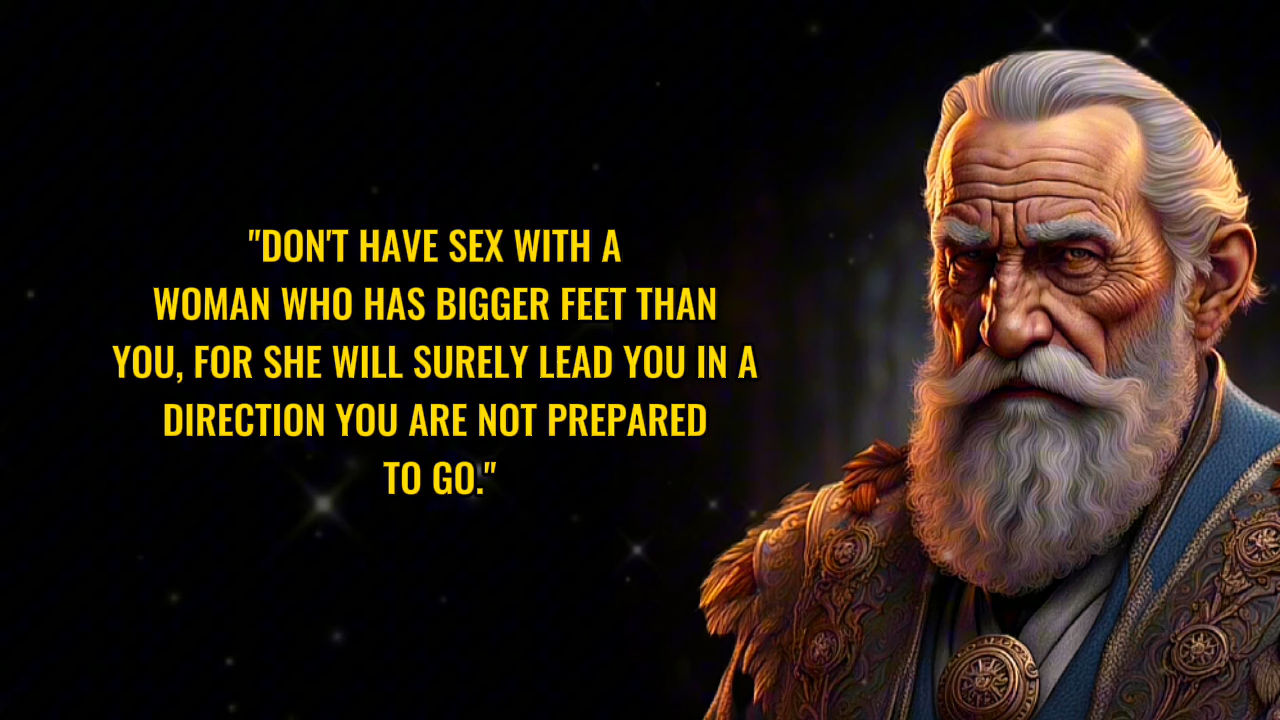 "DON'T HAVE SEX WITH A
WOMAN WHO HAS BIGGER FEET THAN
YOU, FOR SHE WILL SURELY LEAD YOU IN A
DIRECTION YOU ARE NOT PREPARED
TO GO."